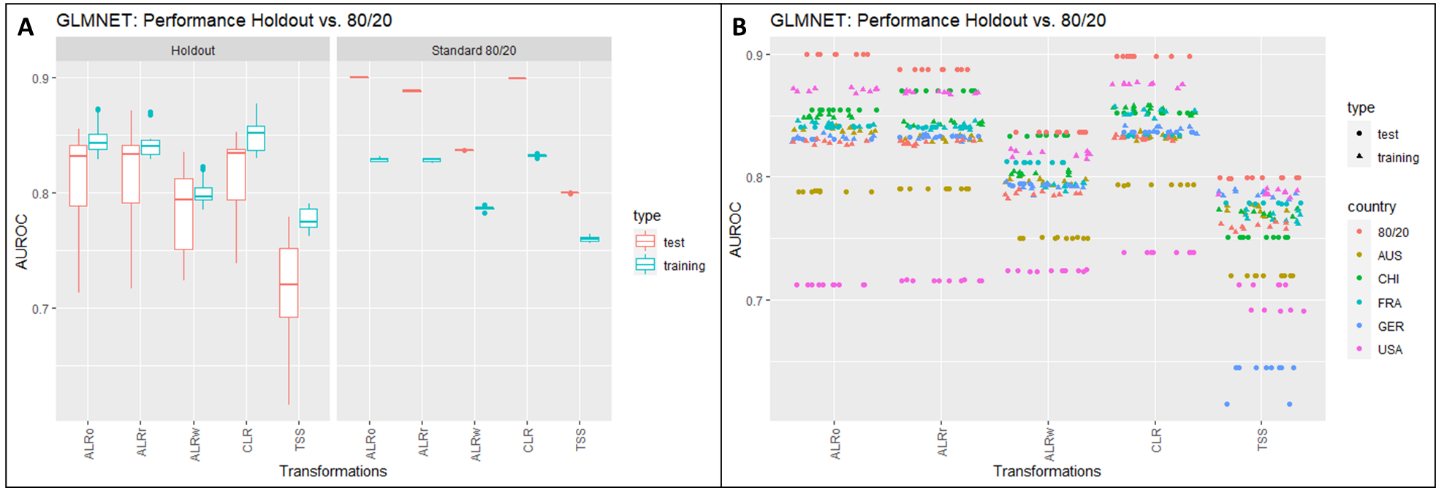 A
GLMNET: Performance Holdout vs. 80/20
Holdout
Standard 80/20
0.9
0.8
0.7
AUROC
ALRo
ALRr
ALRw
CLR
TSS
ALRo
ALRr
ALRw
CLR
TSS
Transformations
type
test
training
B
GLMNET: Performance Holdout vs. 80/20
0.9
0.8
0.7
AUROC
ALRo
ALRr
ALRw
CLR
TSS
Transformations
type
test
training
country
80/20
AUS
CHI
FRA
GER
USA